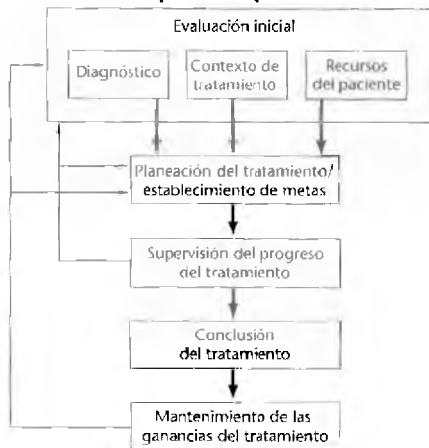 Evaluación inicial
Diagnóstico
Contexto de
tratamiento
Recursos
del paciente
Planeación del tratamiento/
establecimiento de metas
Supervisión del progreso
del tratamiento
Conclusión
del tratamiento
Mantenimiento de las
ganancias del tratamiento